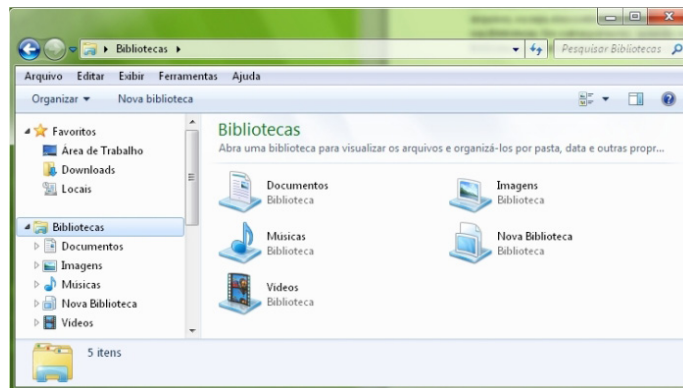 Bibliotecas
Pesquisar Bibliotecas
Arquivo Editar Exibir Ferramentas Ajuda
Organizar Nova biblioteca
Favoritos
Área de Trabalho
Downloads
Locais
Bibliotecas
Documentos
Imagens
Músicas
Nova Biblioteca
Videos
Bibliotecas
Abra uma biblioteca para visualizar os arquivos e organizá-los por pasta, data e outras propr...
Documentos
Biblioteca
Imagens
Biblioteca
Músicas
Biblioteca
Nova Biblioteca
Biblioteca
Videos
Biblioteca
5 itens